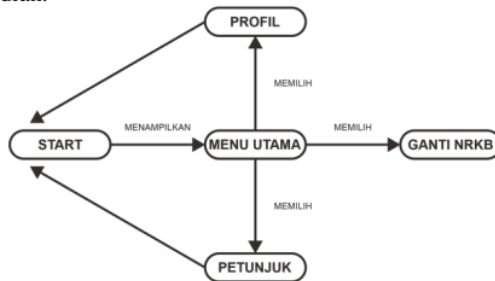 PROFIL
MEMILIH
MENAMPILKAN
MEMILIH
START
MENU UTAMA
GANTI NRKB
MEMILIH
PETUNJUK